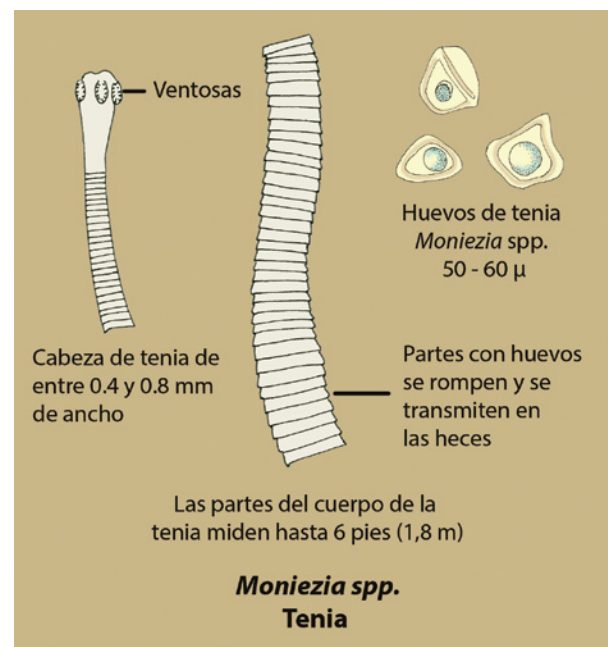 Ventosas
Huevos de tenia
Moniezia spp.
50 - 60 µ
Cabeza de tenia de
entre 0.4 y 0.8 mm
de ancho
Partes con huevos
se rompen y se
transmiten en
las heces
Las partes del cuerpo de la
tenia miden hasta 6 pies (1,8 m)
Moniezia spp.
Tenia